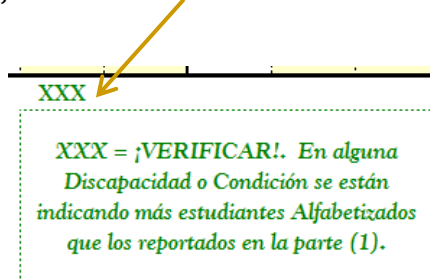 XXX
XXX = ¡VERIFICAR!. En alguna
Discapacidad o Condición se están
indicando más estudiantes Alfabetizados
que los reportados en la parte (1).